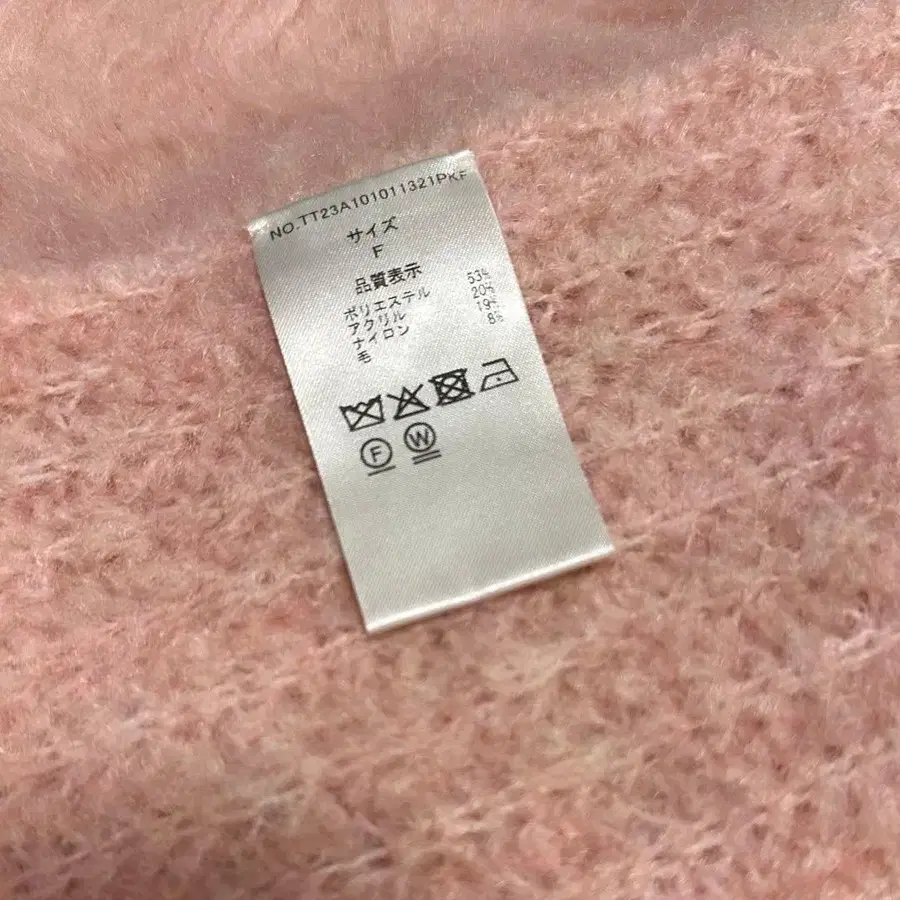 NO.TT23A101011321PKF
サイズ
F
品質表示
ポリエステル 53%
アクリル 20%
ナイロン 19%
毛 8%
F W